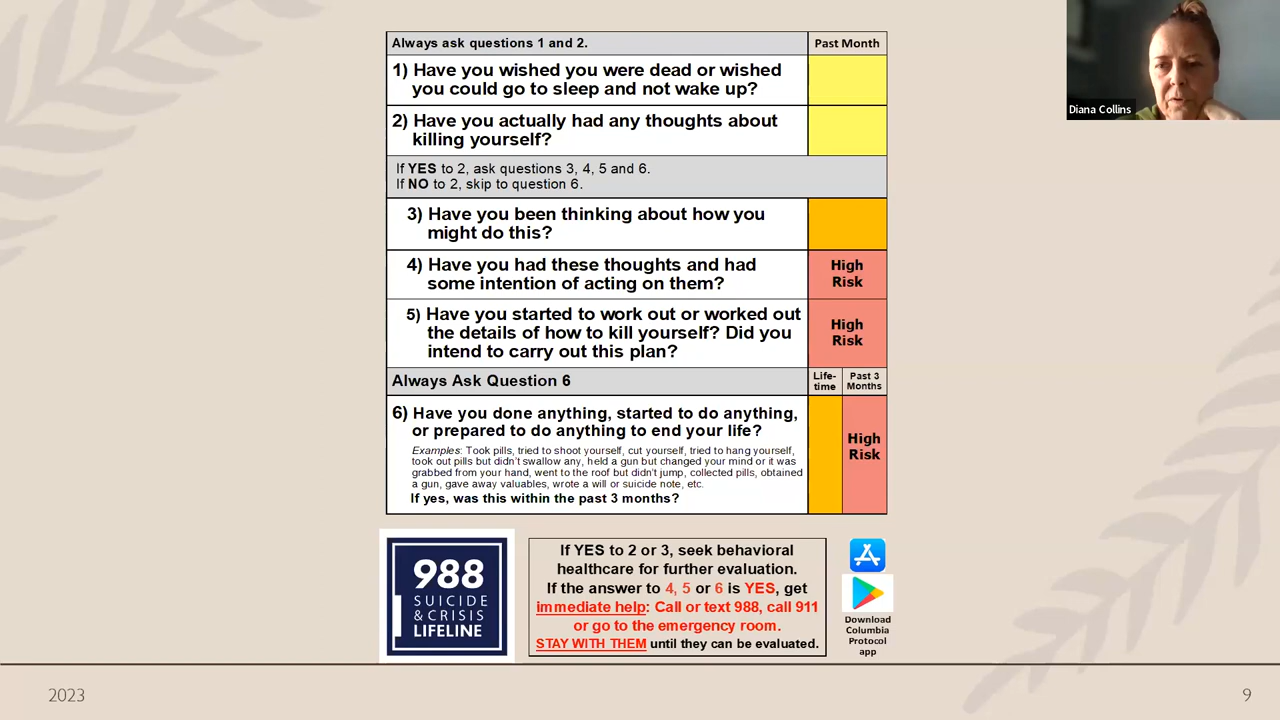 Always ask questions 1 and 2.
Past Month
1) Have you wished you were dead or wished
you could go to sleep and not wake up?
2) Have you actually had any thoughts about
killing yourself?
If YES to 2, ask questions 3, 4, 5 and 6.
If NO to 2, skip to question 6.
3) Have you been thinking about how you
might do this?
4) Have you had these thoughts and had
some intention of acting on them?
High
Risk
5) Have you started to work out or worked out
the details of how to kill yourself? Did you
intend to carry out this plan?
High
Risk
Always Ask Question 6
Life-
time
Past 3
Months
6) Have you done anything, started to do anything,
or prepared to do anything to end your life?
Examples: Took pills, tried to shoot yourself, cut yourself, tried to hang yourself,
took out pills but didn't swallow any, held a gun but changed your mind or it was
grabbed from your hand, went to the roof but didn't jump, collected pills, obtained
a gun, gave away valuables, wrote a will or suicide note, etc.
If yes, was this within the past 3 months?
High
Risk
988
SUICIDE
& CRISIS
LIFELINE
If YES to 2 or 3, seek behavioral
healthcare for further evaluation.
If the answer to 4, 5 or 6 is YES, get
immediate help: Call or text 988, call 911
or go to the emergency room.
STAY WITH THEM until they can be evaluated.
Download
Columbia
Protocol
app
Diana Collins
2023
9